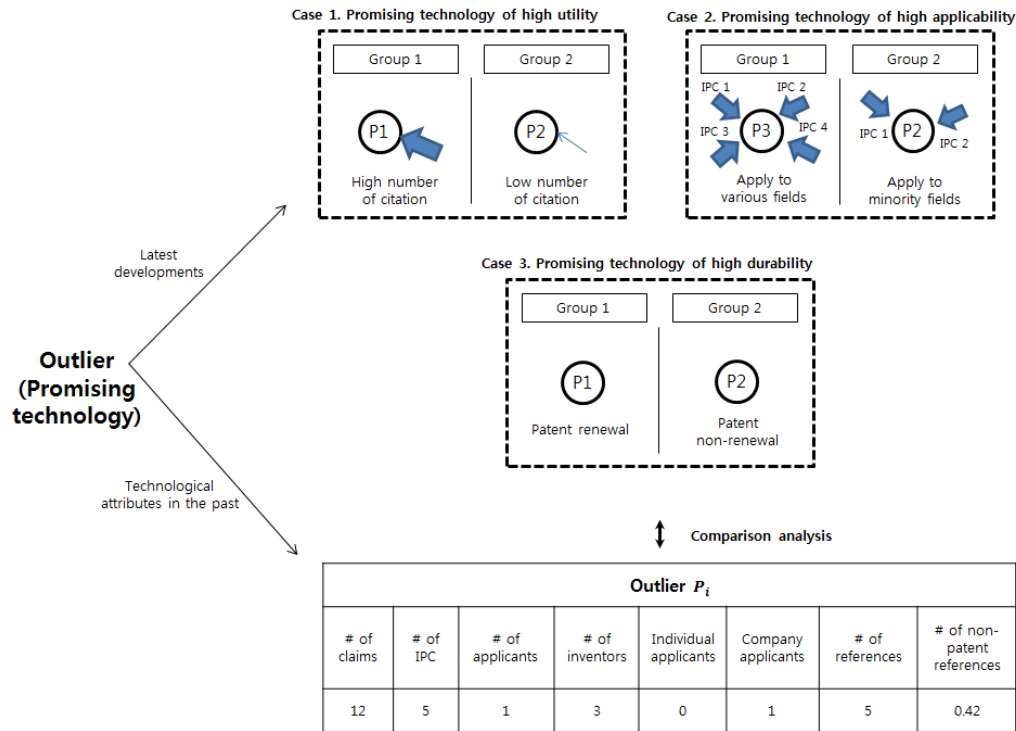 Case 1. Promising technology of high utility
Group 1
Group 2
P1
P2
High number
of citation
Low number
of citation
Case 2. Promising technology of high applicability
Group 1
Group 2
IPC 1
IPC 2
IPC 3
IPC 4
P3
IPC 1
IPC 2
P2
Apply to
various fields
Apply to
minority fields
Latest
developments
Case 3. Promising technology of high durability
Group 1
Group 2
P1
P2
Patent renewal
Patent
non-renewal
Outlier
(Promising
technology)
Technological
attributes in the past
Comparison analysis
Outlier P_i
# of
claims
# of
IPC
# of
applicants
# of
inventors
Individual
applicants
Company
applicants
# of
references
# of non-
patent
references
12
5
1
3
0
1
5
0.42